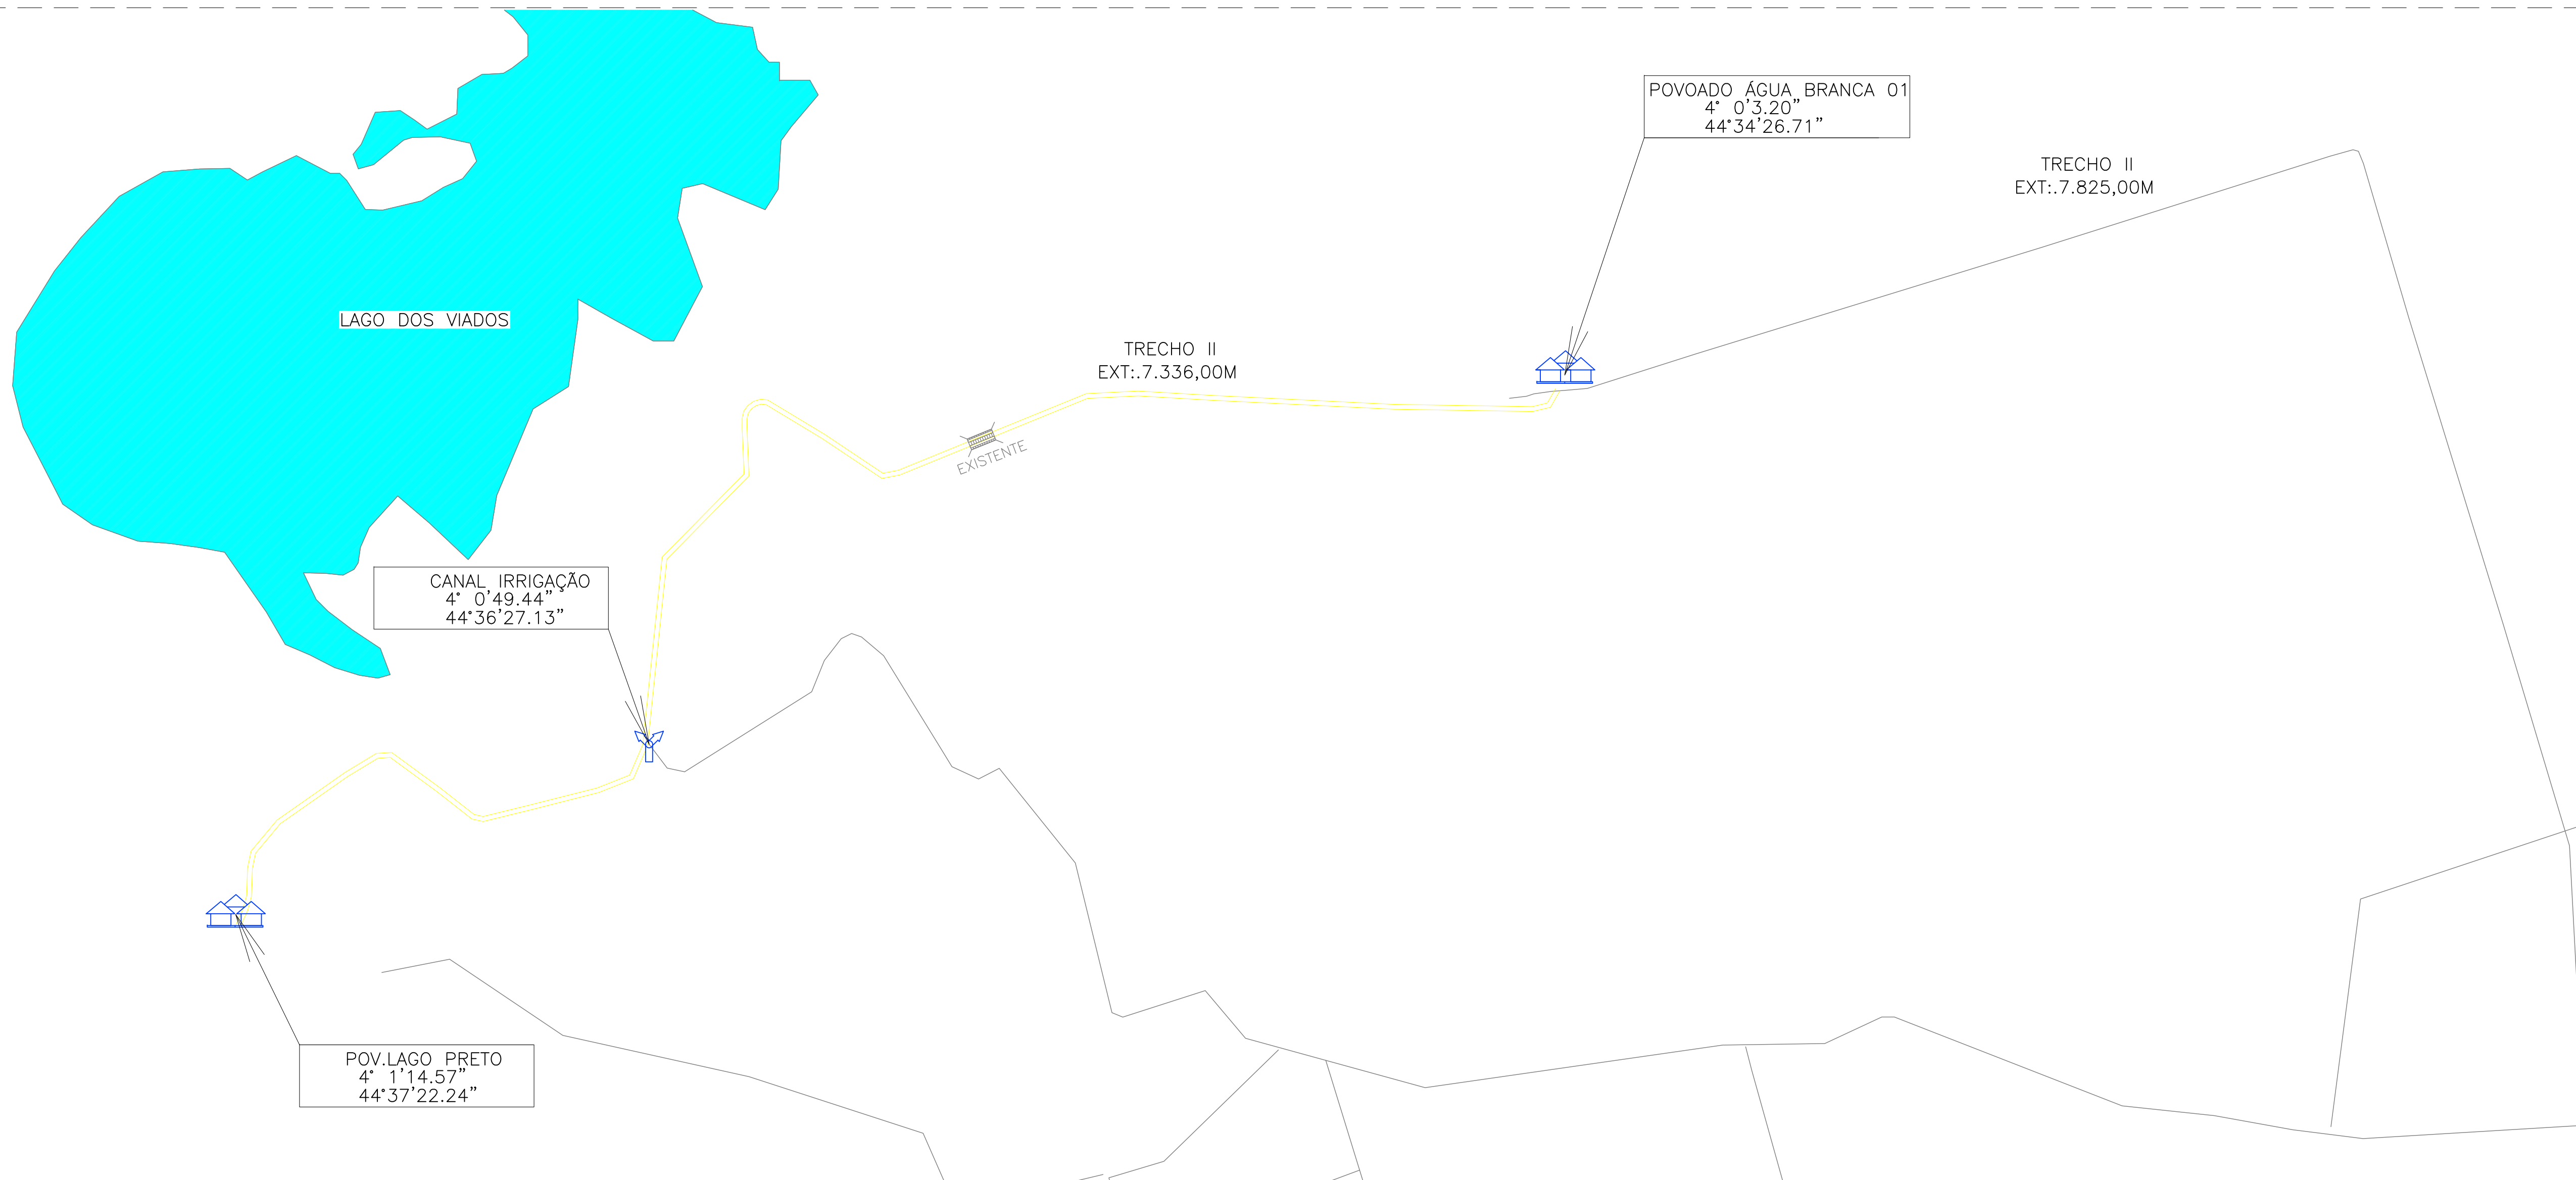 POVOADO ÁGUA BRANCA 01
4° 0'3.20"
44°34'26.71"
TRECHO II
EXT:.7.825,00M
LAGO DOS VIADOS
TRECHO II
EXT:.7.336,00M
EXISTENTE
CANAL IRRIGAÇÃO
4° 0'49.44"
44°36'27.13"
POV.LAGO PRETO
4° 1'14.57"
44°37'22.24"